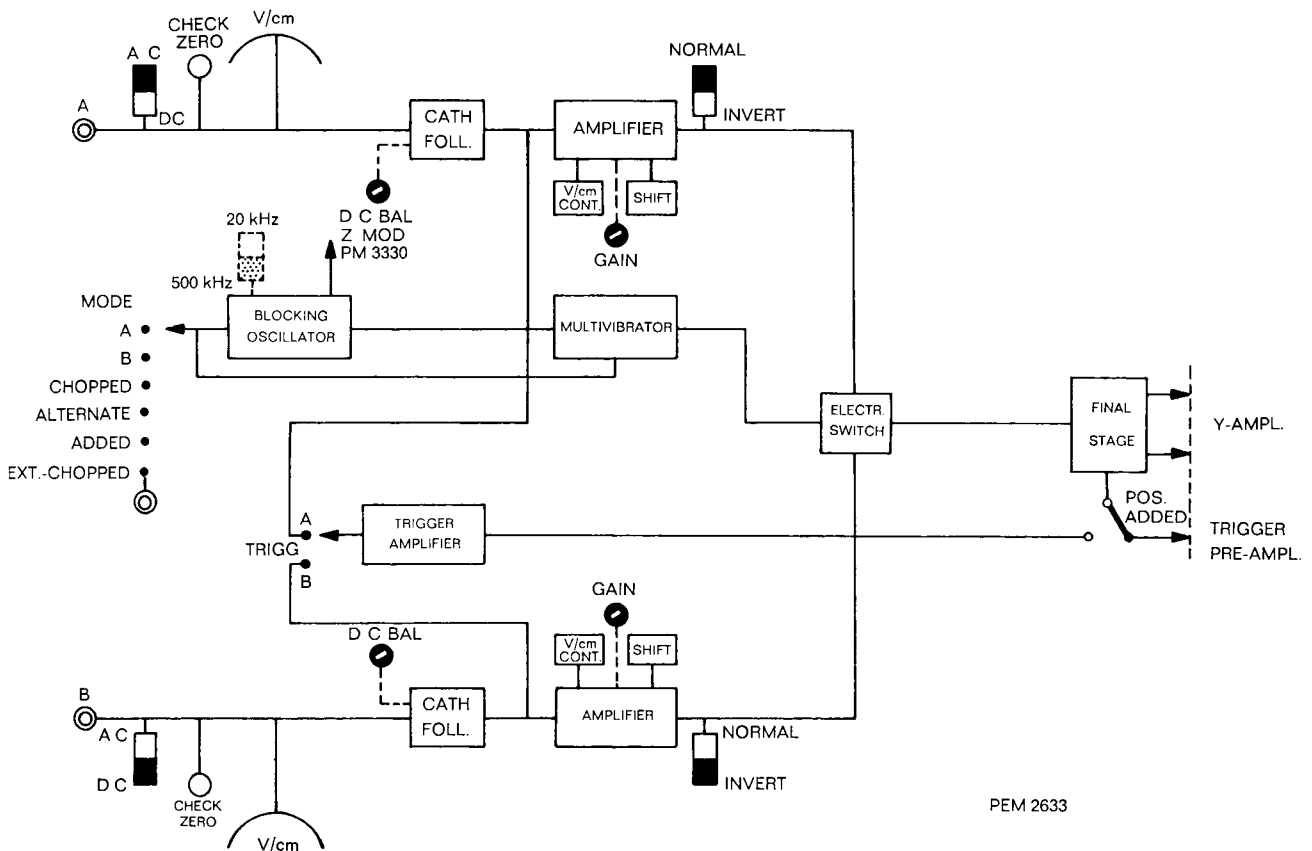 CHECK
ZERO
V/cm
A C
DC
A
CATH
FOLL.
AMPLIFIER
NORMAL
INVERT
V/cm
CONT.
SHIFT
GAIN
D C BAL
Z MOD
PM 3330
20 kHz
500 kHz
MODE
A
B
CHOPPED
ALTERNATE
ADDED
EXT.-CHOPPED
BLOCKING
OSCILLATOR
MULTIVIBRATOR
ELECTR.
SWITCH
FINAL
STAGE
Y-AMPL.
POS.
ADDED
TRIGGER
PRE-AMPL.
A
TRIGG
B
TRIGGER
AMPLIFIER
GAIN
D C BAL
V/cm
CONT.
SHIFT
B
CATH
FOLL.
AMPLIFIER
NORMAL
INVERT
A C
D C
CHECK
ZERO
V/cm
PEM 2633